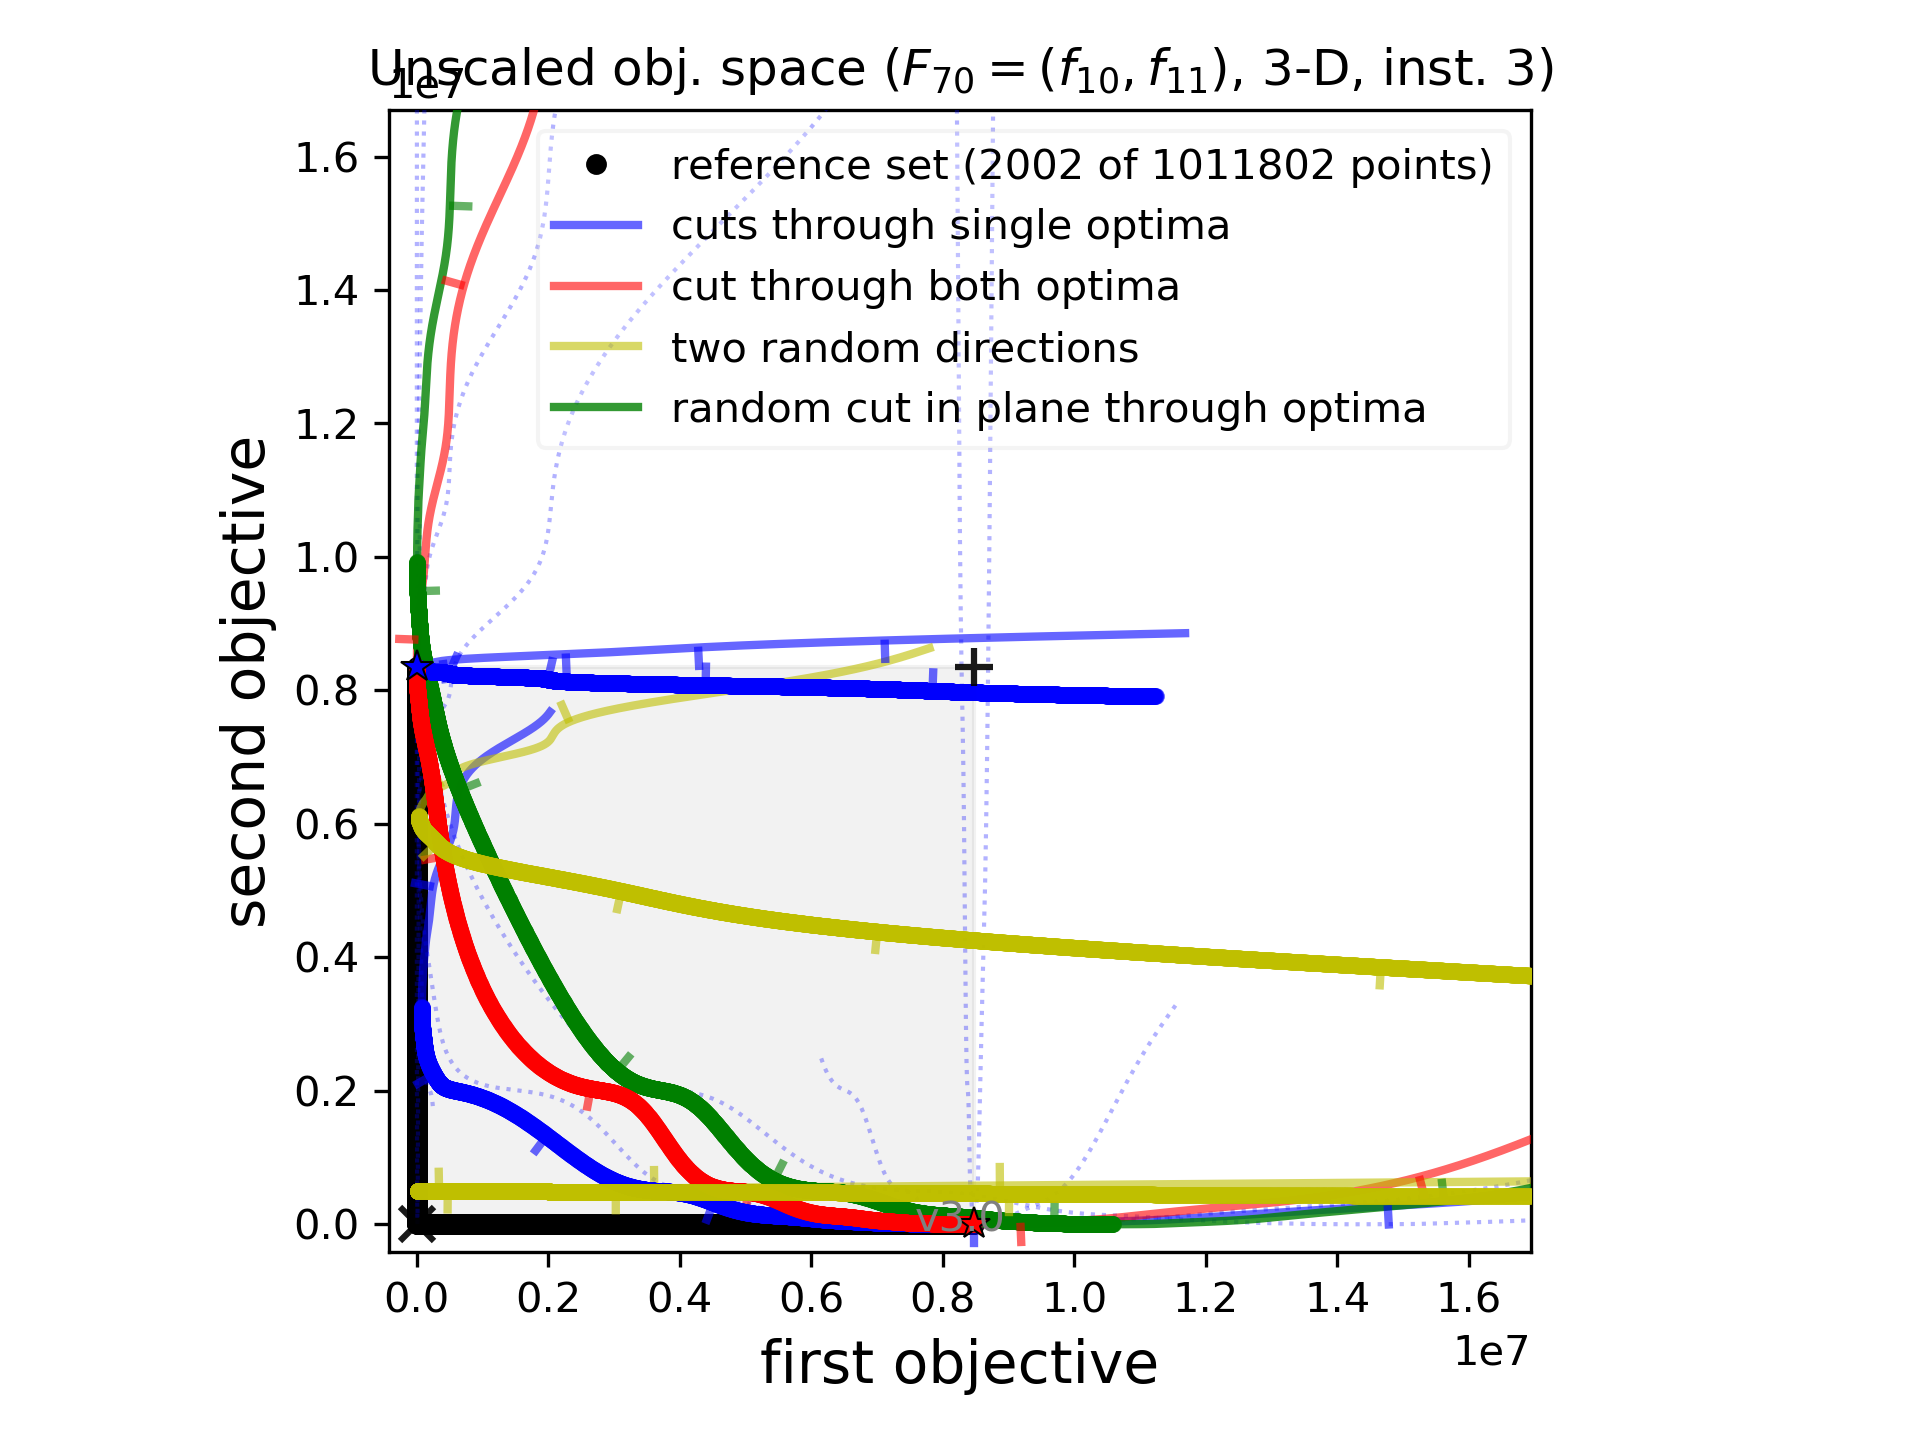 Unscaled obj. space (F70 = (f10, f11), 3-D, inst. 3)
1e7
reference set (2002 of 1011802 points)
cuts through single optima
cut through both optima
two random directions
random cut in plane through optima
1.6
1.4
1.2
1.0
0.8
0.6
0.4
0.2
0.0
second objective
v3.0
0.0 0.2 0.4 0.6 0.8 1.0 1.2 1.4 1.6
1e7
first objective